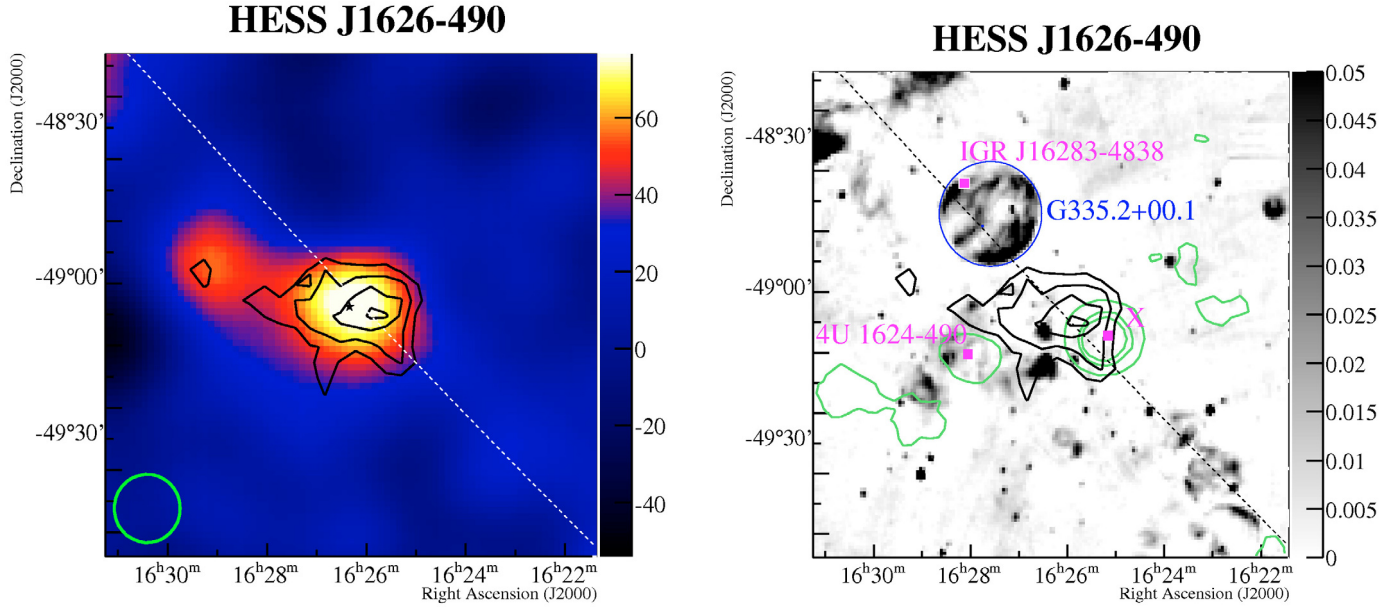 HESS J1626-490
Declination (J2000)
-48°30’
-49°00’
-49°30’
16h30m
16h28m
16h26m
16h24m
16h22m
Right Ascension (J2000)
60
40
20
0
-20
-40
HESS J1626-490
Declination (J2000)
-48°30’
-49°00’
-49°30’
IGR J16283-4838
G335.2+00.1
4U 1624-490
X
16h30m
16h28m
16h26m
16h24m
16h22m
Right Ascension (J2000)
0.05
0.045
0.04
0.035
0.03
0.025
0.02
0.015
0.01
0.005
0